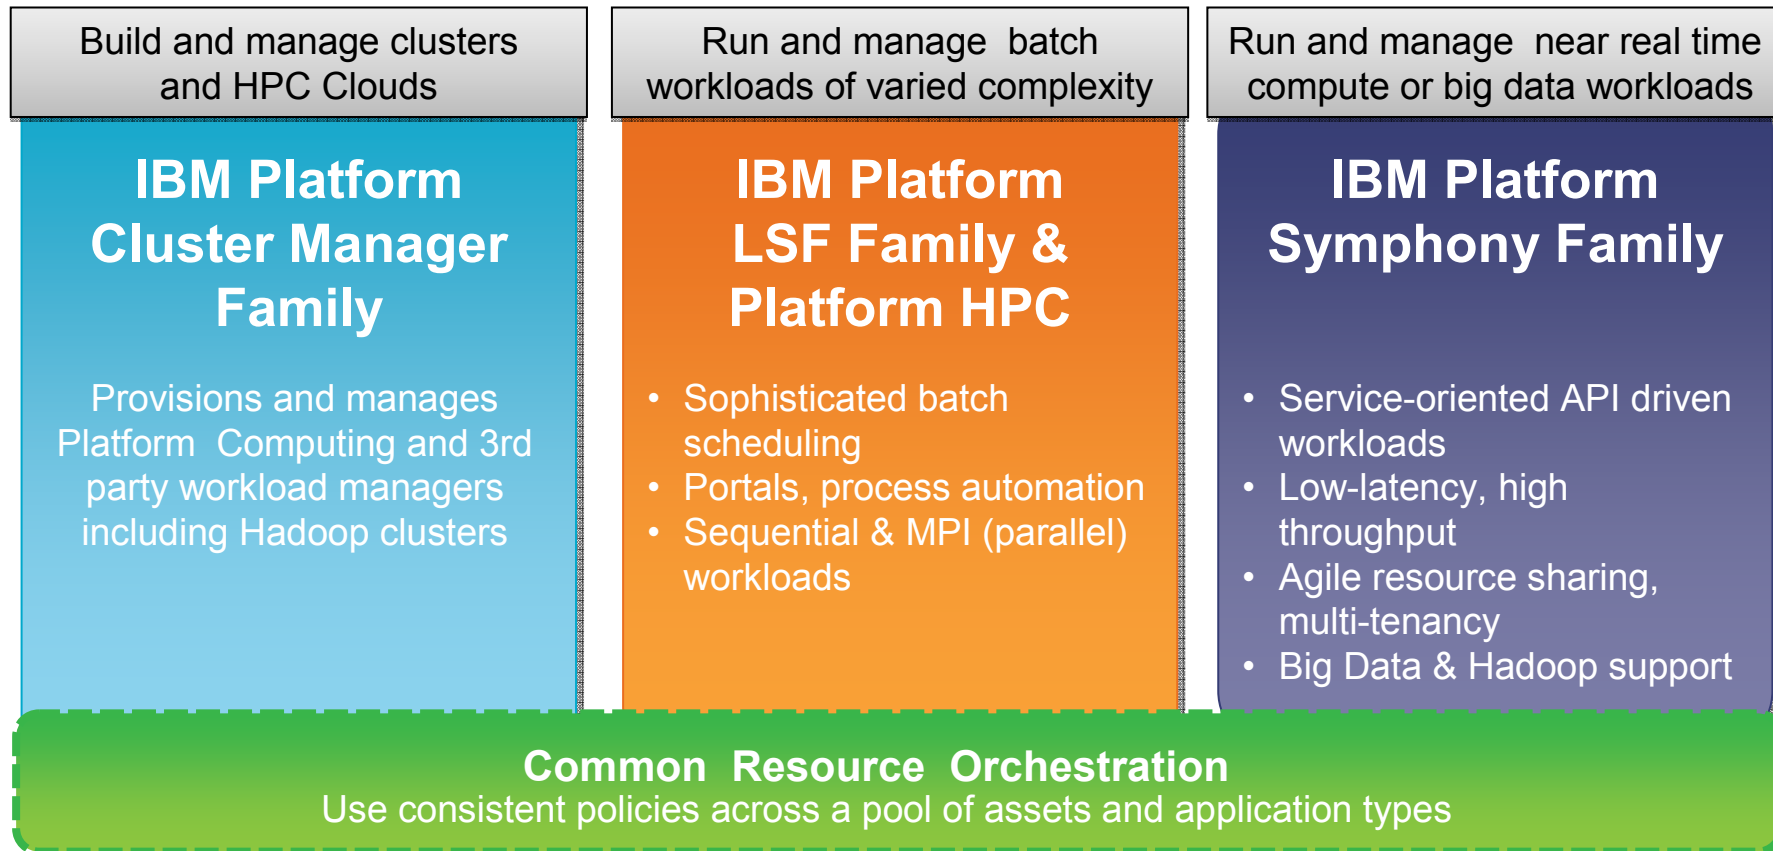 Build and manage clusters
and HPC Clouds
Run and manage batch
workloads of varied complexity
Run and manage near real time
compute or big data workloads
IBM Platform
Cluster Manager
Family
Provisions and manages
Platform Computing and 3rd
party workload managers
including Hadoop clusters
IBM Platform
LSF Family &
Platform HPC
• Sophisticated batch
scheduling
• Portals, process automation
• Sequential & MPI (parallel)
workloads
IBM Platform
Symphony Family
• Service-oriented API driven
workloads
• Low-latency, high
throughput
• Agile resource sharing,
multi-tenancy
• Big Data & Hadoop support
Common Resource Orchestration
Use consistent policies across a pool of assets and application types